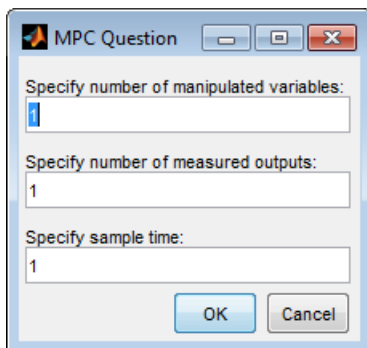 MPC Question
Specify number of manipulated variables:
1
Specify number of measured outputs:
1
Specify sample time:
1
OK Cancel